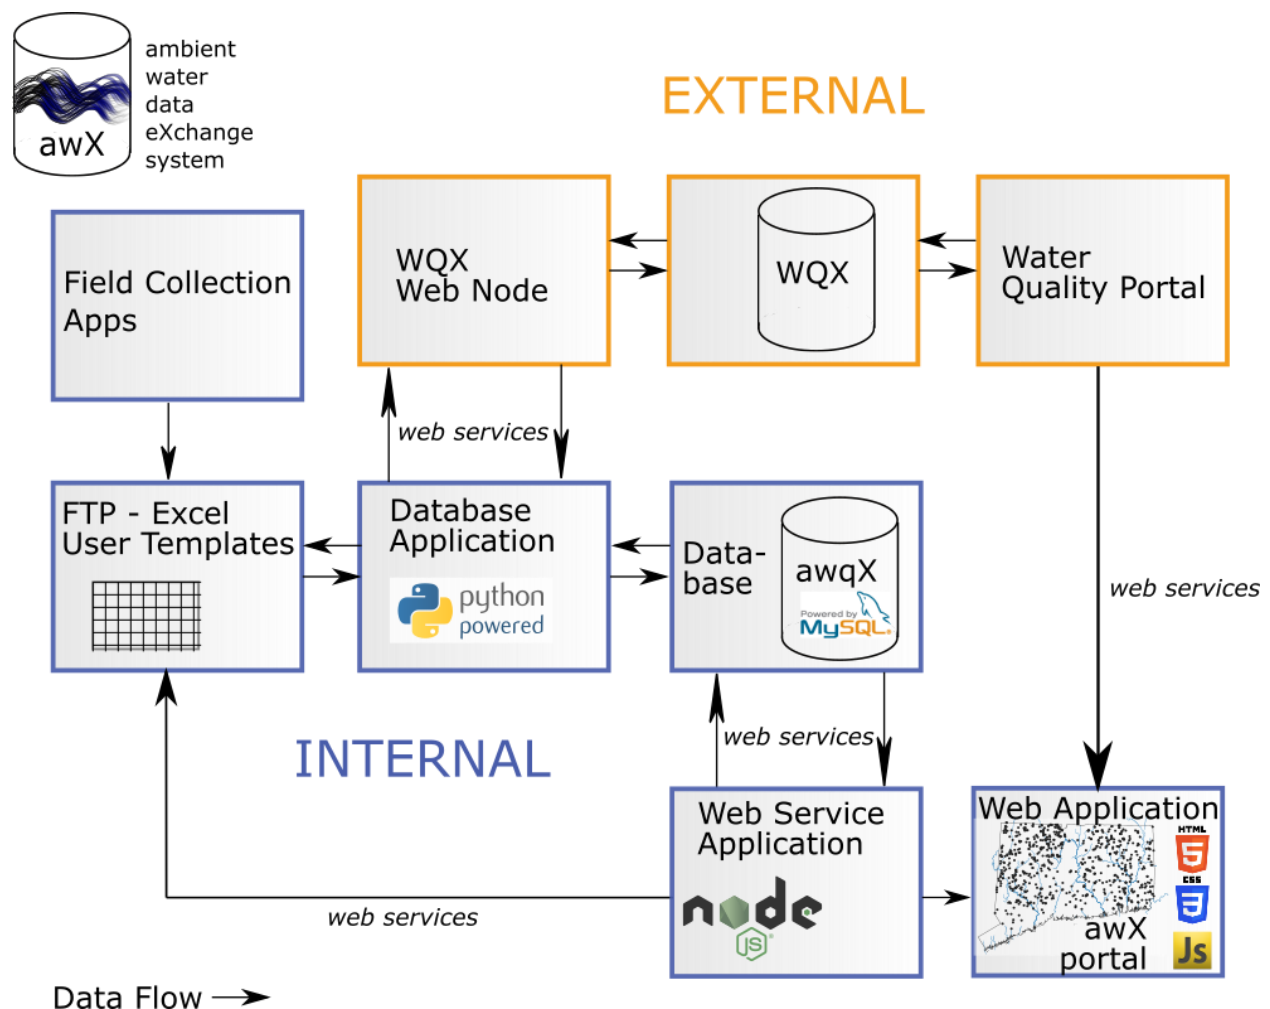 ambient
water
data
eXchange
system
awX
EXTERNAL
Field Collection
Apps
WQX
Web Node
WQX
Water
Quality Portal
web services
FTP - Excel
User Templates
Database
Application
python
powered
Data-
base
awqX
Powered by
MySQL®
web services
INTERNAL
web services
Web Service
Application
node
JS
Web Application
HTML
5
CSS
3
JS
awX
portal
web services
Data Flow